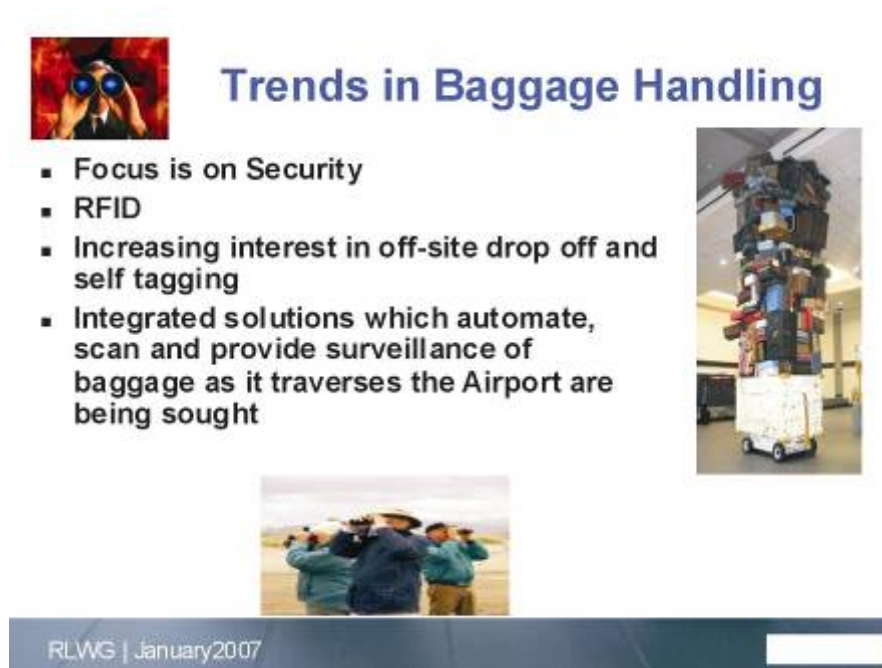 Trends in Baggage Handling
▪ Focus is on Security
▪ RFID
▪ Increasing interest in off-site drop off and
self tagging
▪ Integrated solutions which automate,
scan and provide surveillance of
baggage as it traverses the Airport are
being sought
RLWG | January2007